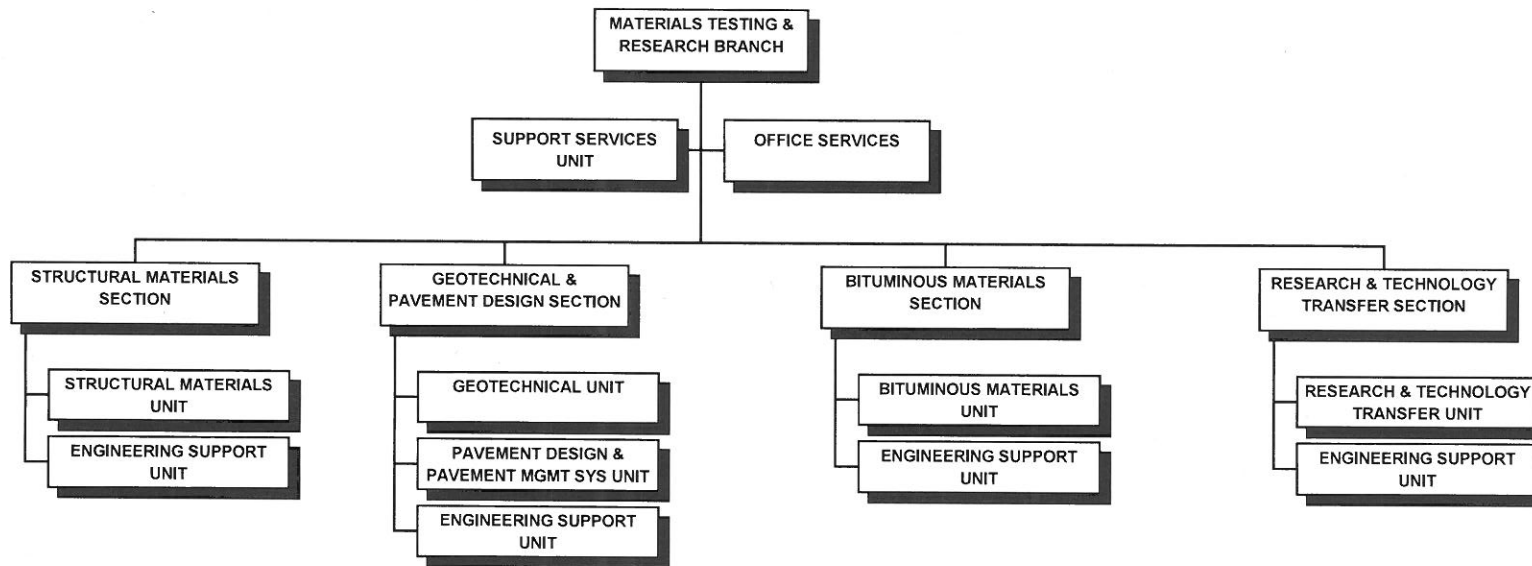 MATERIALS TESTING &
RESEARCH BRANCH
SUPPORT SERVICES
UNIT
OFFICE SERVICES
STRUCTURAL MATERIALS
SECTION
STRUCTURAL MATERIALS
UNIT
ENGINEERING SUPPORT
UNIT
GEOTECHNICAL &
PAVEMENT DESIGN SECTION
GEOTECHNICAL UNIT
PAVEMENT DESIGN &
PAVEMENT MGMT SYS UNIT
ENGINEERING SUPPORT
UNIT
BITUMINOUS MATERIALS
SECTION
BITUMINOUS MATERIALS
UNIT
ENGINEERING SUPPORT
UNIT
RESEARCH & TECHNOLOGY
TRANSFER SECTION
RESEARCH & TECHNOLOGY
TRANSFER UNIT
ENGINEERING SUPPORT
UNIT